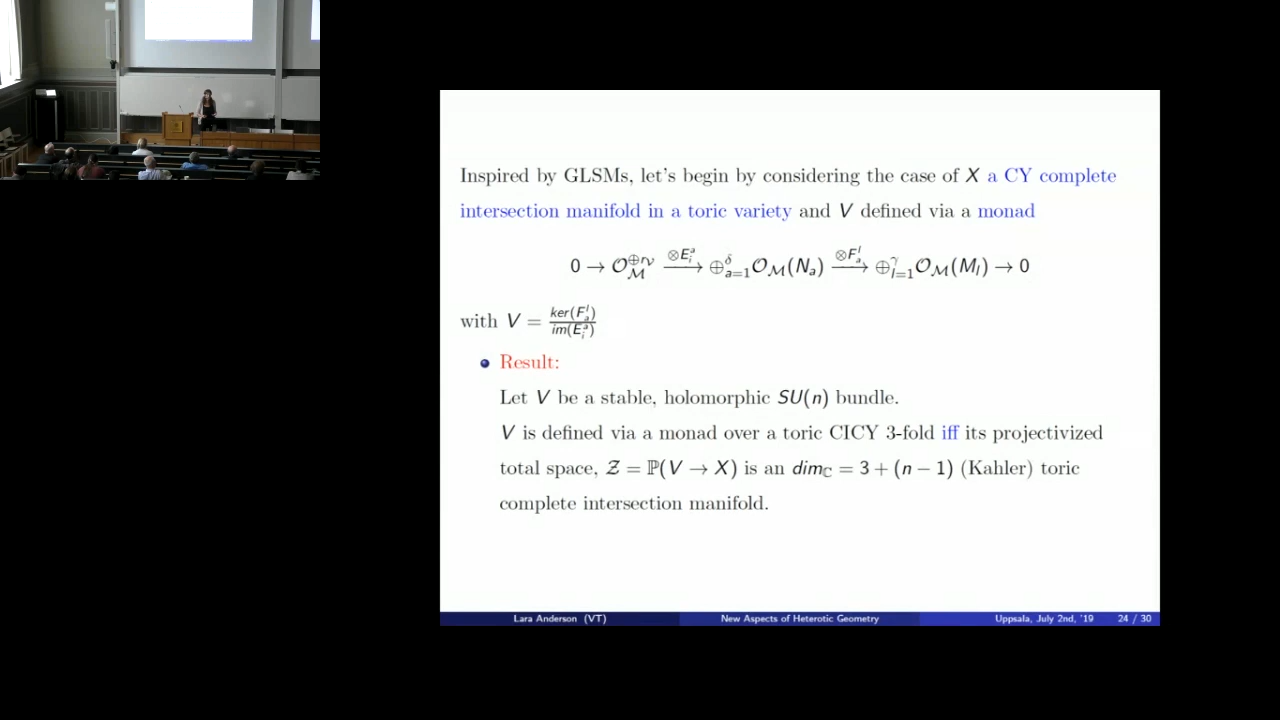 Inspired by GLSMs, let's begin by considering the case of X a CY complete
intersection manifold in a toric variety and V defined via a monad
0 → 𝒪_ℳ^{⊕r_𝒱} —⊗E_i^a→ ⊕_{a=1}^δ 𝒪_ℳ(N_a) —⊗F_a^l→ ⊕_{l=1}^γ 𝒪_ℳ(M_l) → 0
with V = ker(F_a^l) / im(E_i^a)
Result:
Let V be a stable, holomorphic SU(n) bundle.
V is defined via a monad over a toric CICY 3-fold iff its projectivized
total space, 𝒵 = ℙ(V → X) is an dim_ℂ = 3 + (n − 1) (Kahler) toric
complete intersection manifold.
Lara Anderson (VT) New Aspects of Heterotic Geometry Uppsala, July 2nd, '19 24 / 30